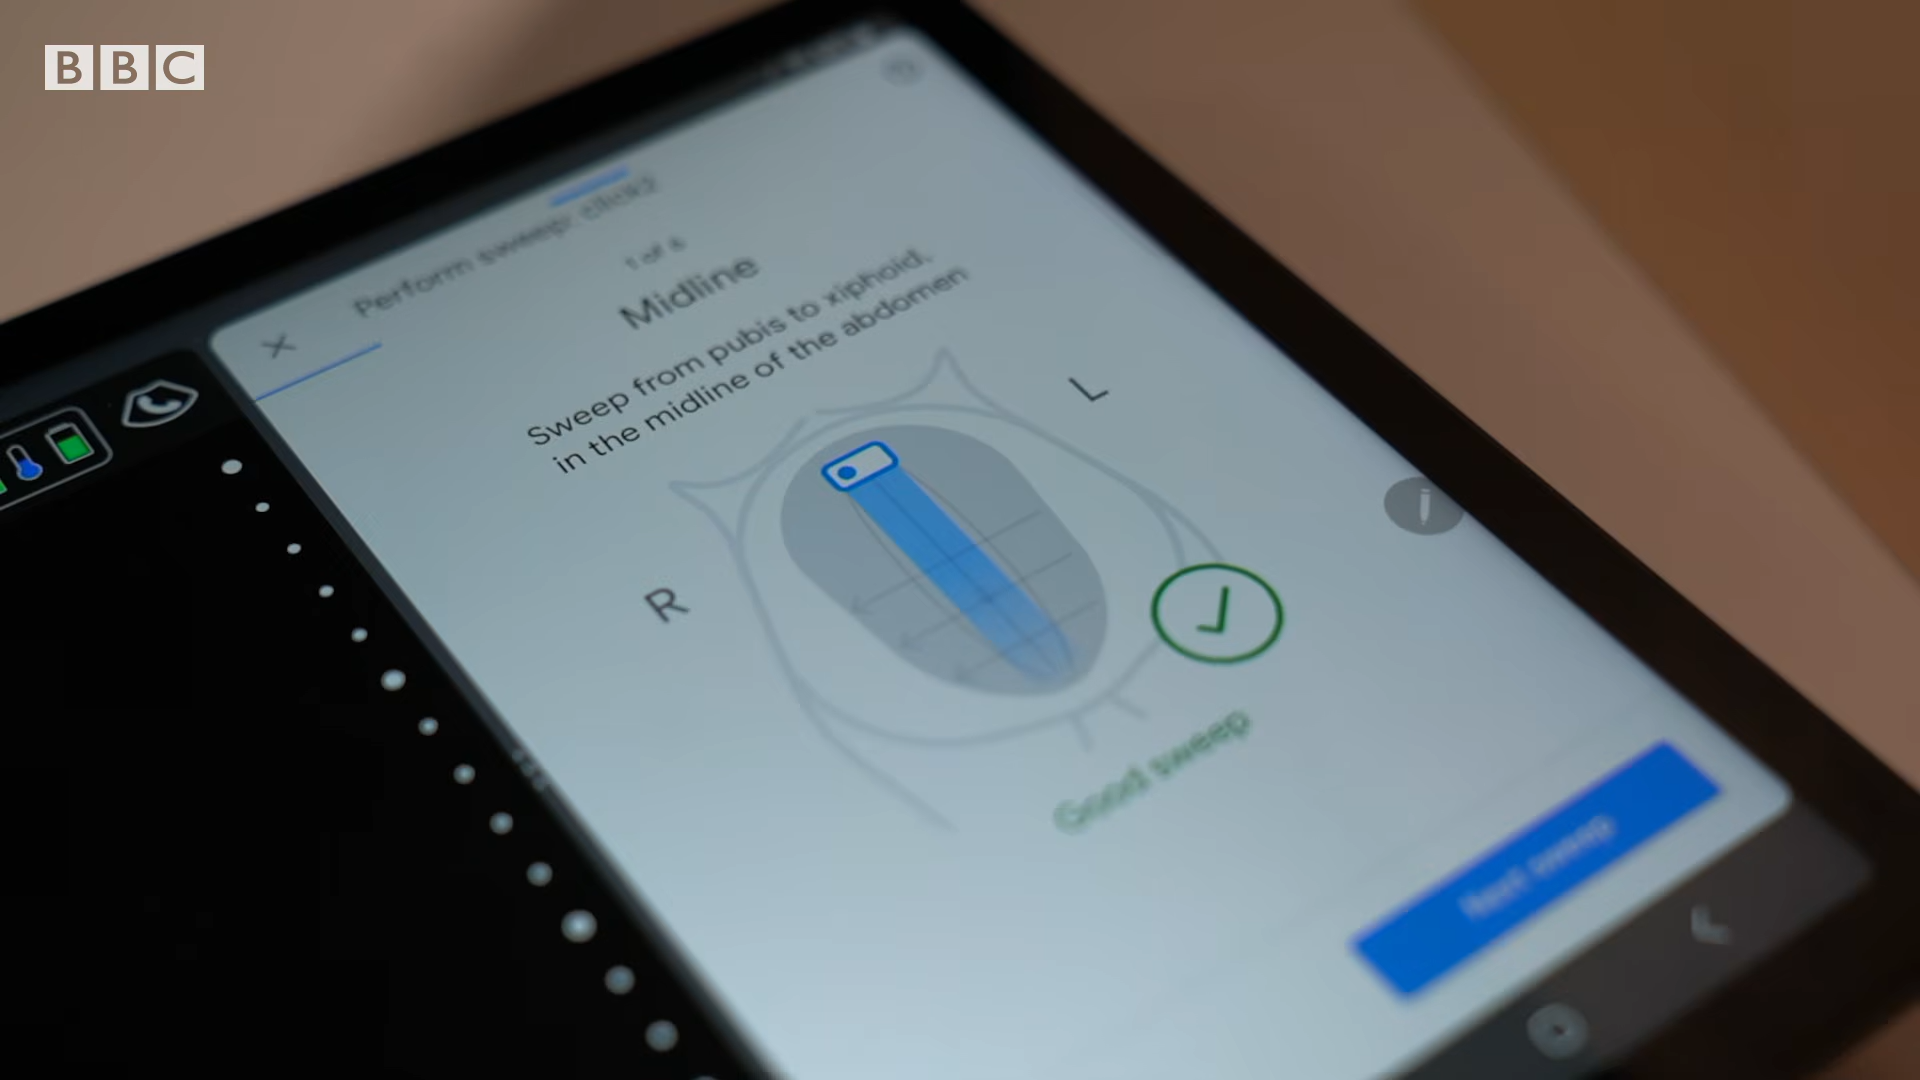 BBC
Perform sweep: click2
1 of 6
Midline
Sweep from pubis to xiphoid,
in the midline of the abdomen
L
R
Good sweep
Next sweep